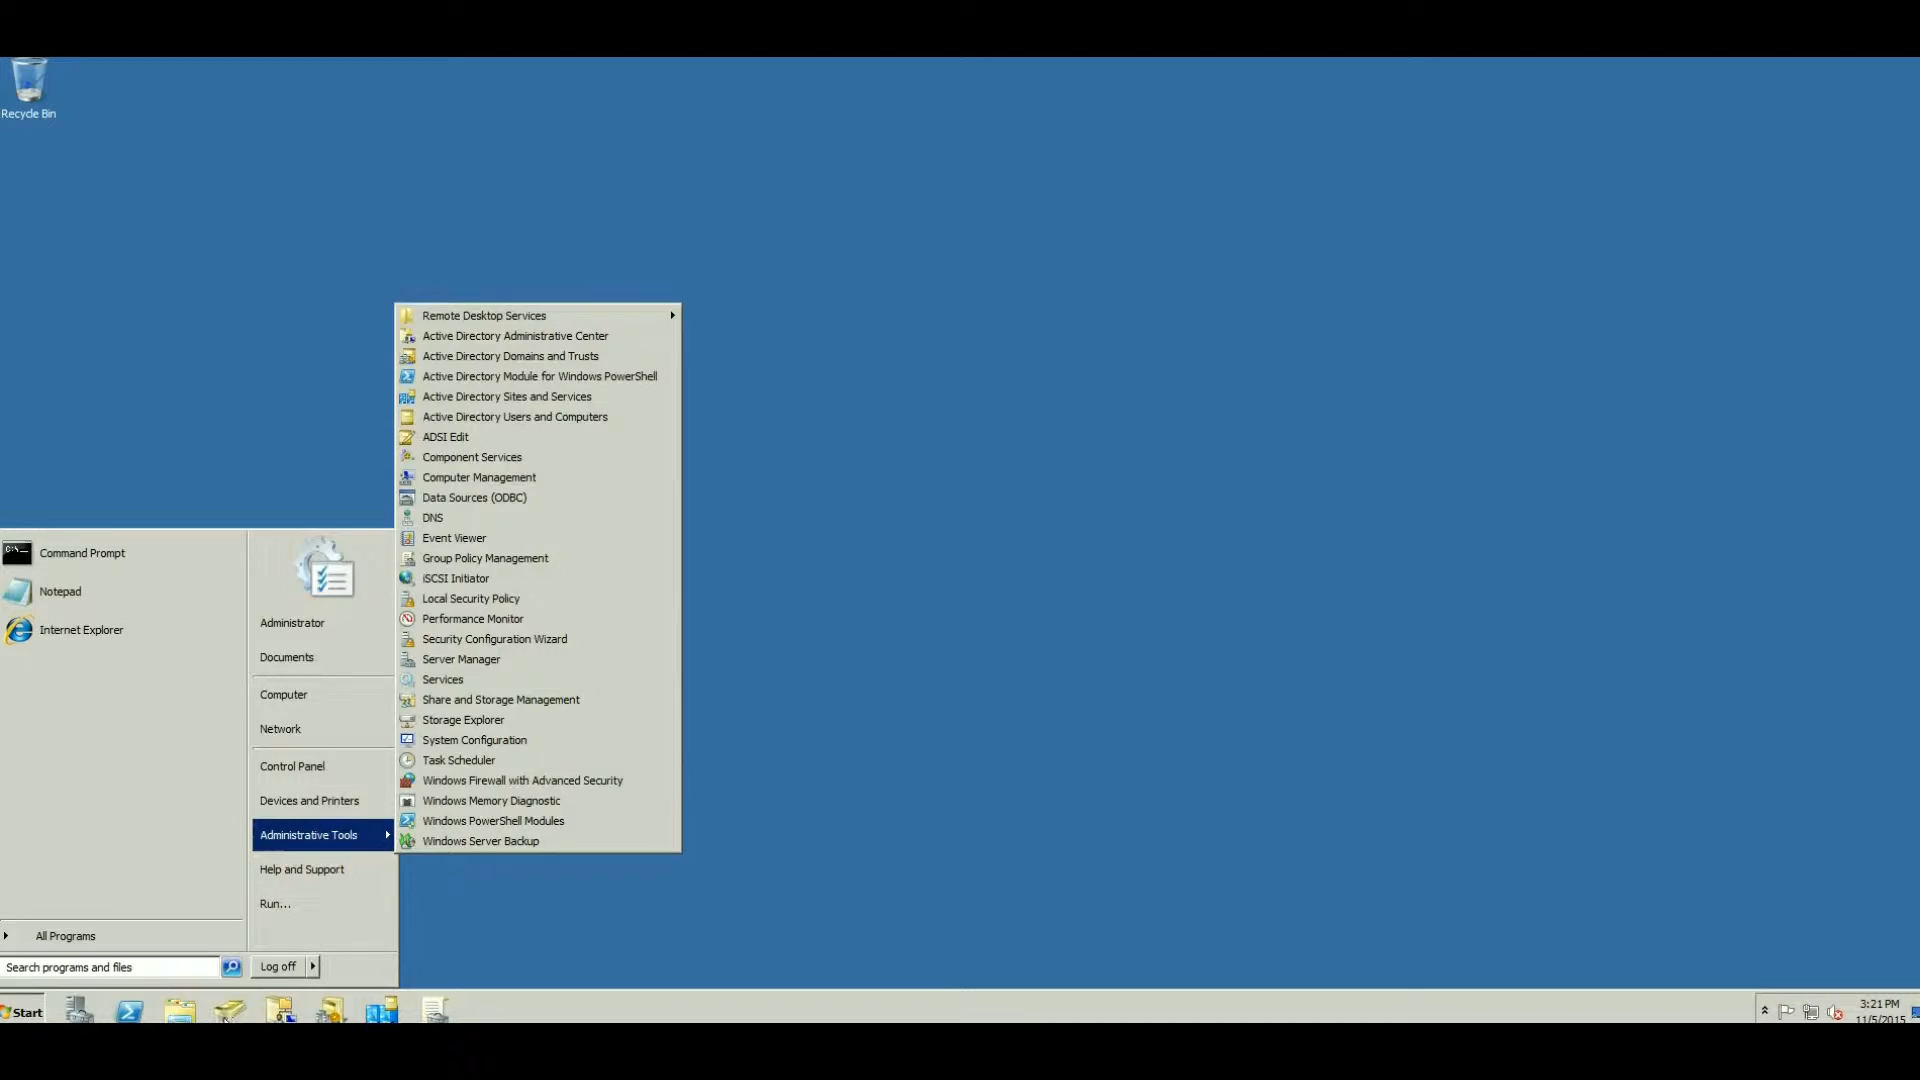 Recycle Bin
Remote Desktop Services
Active Directory Administrative Center
Active Directory Domains and Trusts
Active Directory Module for Windows PowerShell
Active Directory Sites and Services
Active Directory Users and Computers
ADSI Edit
Component Services
Computer Management
Data Sources (ODBC)
DNS
Event Viewer
Group Policy Management
iSCSI Initiator
Local Security Policy
Performance Monitor
Security Configuration Wizard
Server Manager
Services
Share and Storage Management
Storage Explorer
System Configuration
Task Scheduler
Windows Firewall with Advanced Security
Windows Memory Diagnostic
Windows PowerShell Modules
Windows Server Backup
Command Prompt
Notepad
Internet Explorer
All Programs
Search programs and files
Administrator
Documents
Computer
Network
Control Panel
Devices and Printers
Administrative Tools
Help and Support
Run...
Log off
Start
3:21 PM
11/5/2015